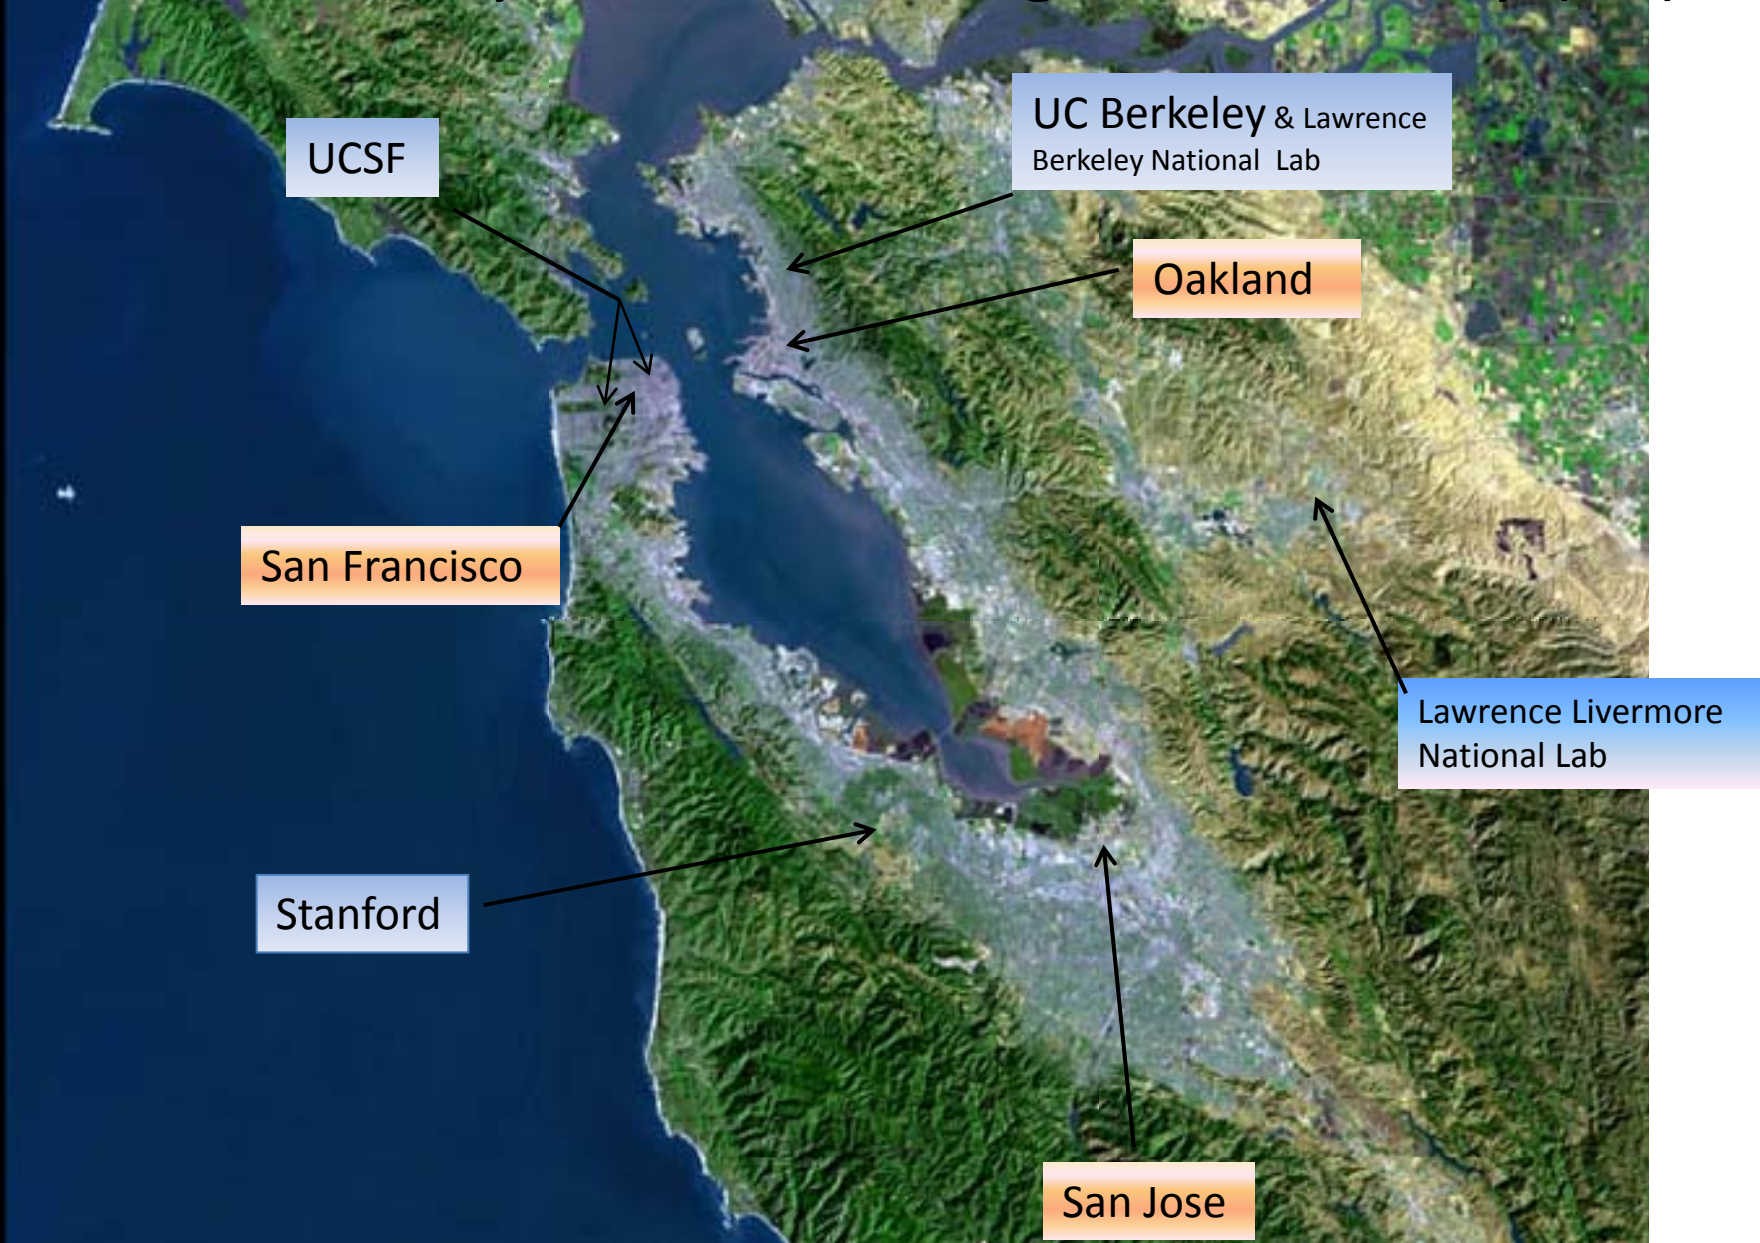 UCSF
UC Berkeley & Lawrence
Berkeley National Lab
Oakland
San Francisco
Lawrence Livermore
National Lab
Stanford
San Jose